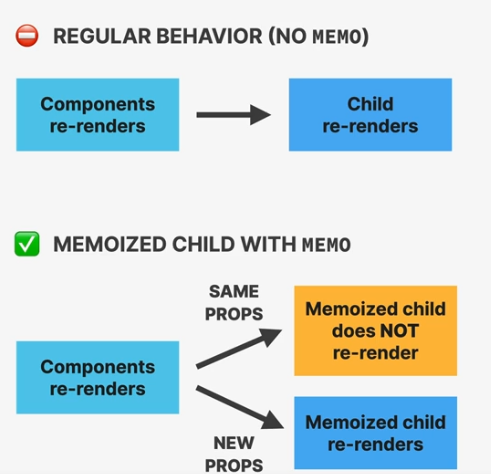 REGULAR BEHAVIOR (NO MEMO)
Components
re-renders
Child
re-renders
MEMOIZED CHILD WITH MEMO
SAME
PROPS
Memoized child
does NOT
re-render
Components
re-renders
Memoized child
re-renders
NEW
PROPS